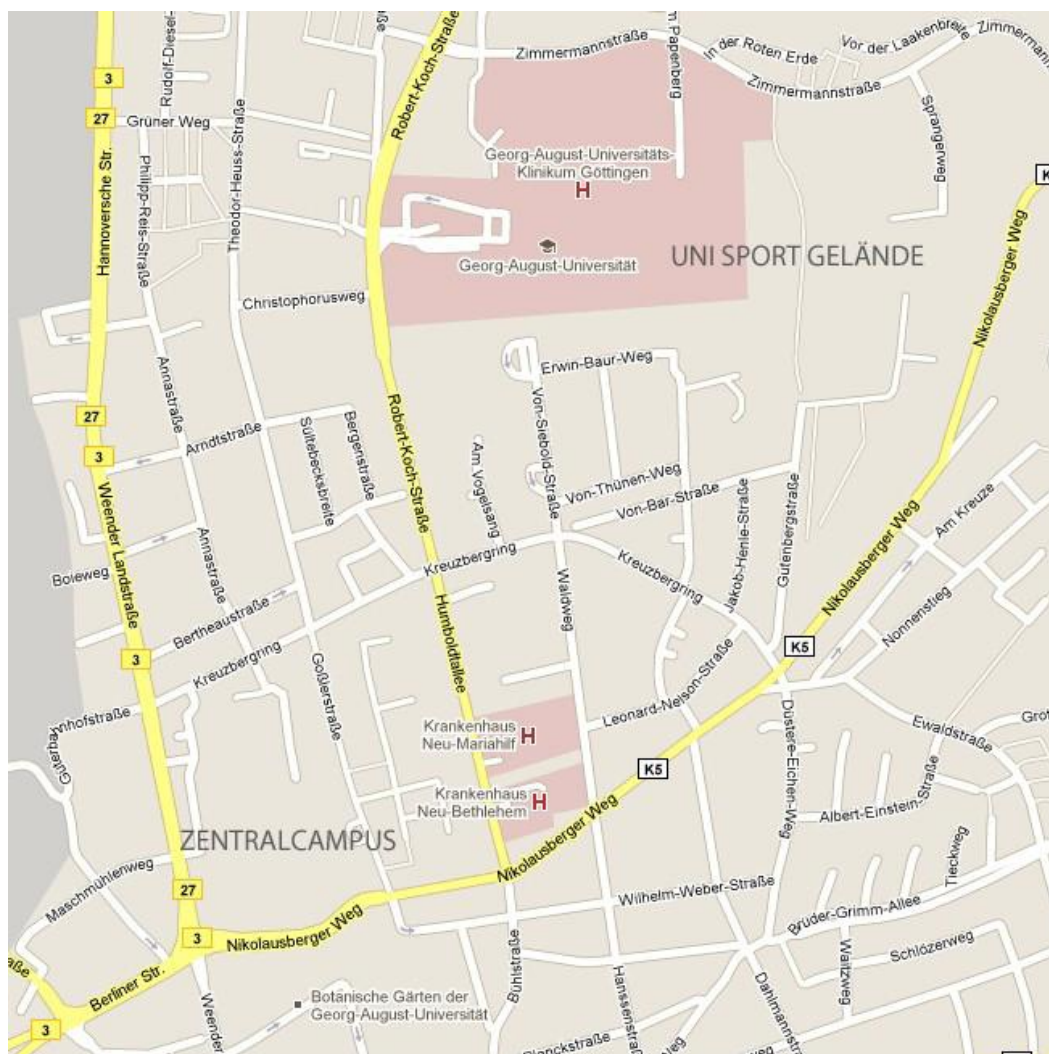 Zimmermannstraße
In der Roten Erde
Vor der Laakenbreite
Zimmermannstraße
Sprangerweg
Rudolf-Diesel-
3
27
Grüner Weg
Theodor-Heuss-Straße
Robert-Koch-Straße
Hannoversche Str.
Philipp-Reis-Straße
Georg-August-Universitäts-
Klinikum Göttingen
H
Georg-August-Universität
UNI SPORT GELÄNDE
Nikolausberger Weg
Christophorusweg
Erwin-Baur-Weg
Annastraße
Robert-Koch-Straße
Von-Siebold-Straße
27
3
Arndtstraße
Sültebecksbreite
Bergenstraße
Am Vogelsang
Von-Thünen-Weg
Von-Bar-Straße
Jakob-Henle-Straße
Gutenbergstraße
Nikolausberger Weg
Am Kreuze
Weender Landstraße
Annastraße
Boieweg
Kreuzbergring
Kreuzbergring
Waldweg
Nonnenstieg
Bertheaustraße
Humboldtallee
Kreuzbergring
Goßlerstraße
3
K5
Leonard-Nelson-Straße
Düstere-Eichen-Weg
Ewaldstraße
Krankenhaus
Neu-Mariahilf
H
K5
Krankenhaus
Neu-Bethlehem
H
Nikolausberger Weg
Albert-Einstein-Straße
Tieckweg
ZENTRALCAMPUS
Maschmühlenweg
27
3
Nikolausberger Weg
Wilhelm-Weber-Straße
Brüder-Grimm-Allee
Schlözerweg
Waitzweg
Berliner Str.
Weender
Bühlstraße
Hanssenstraße
Botanische Gärten der
Georg-August-Universität
3